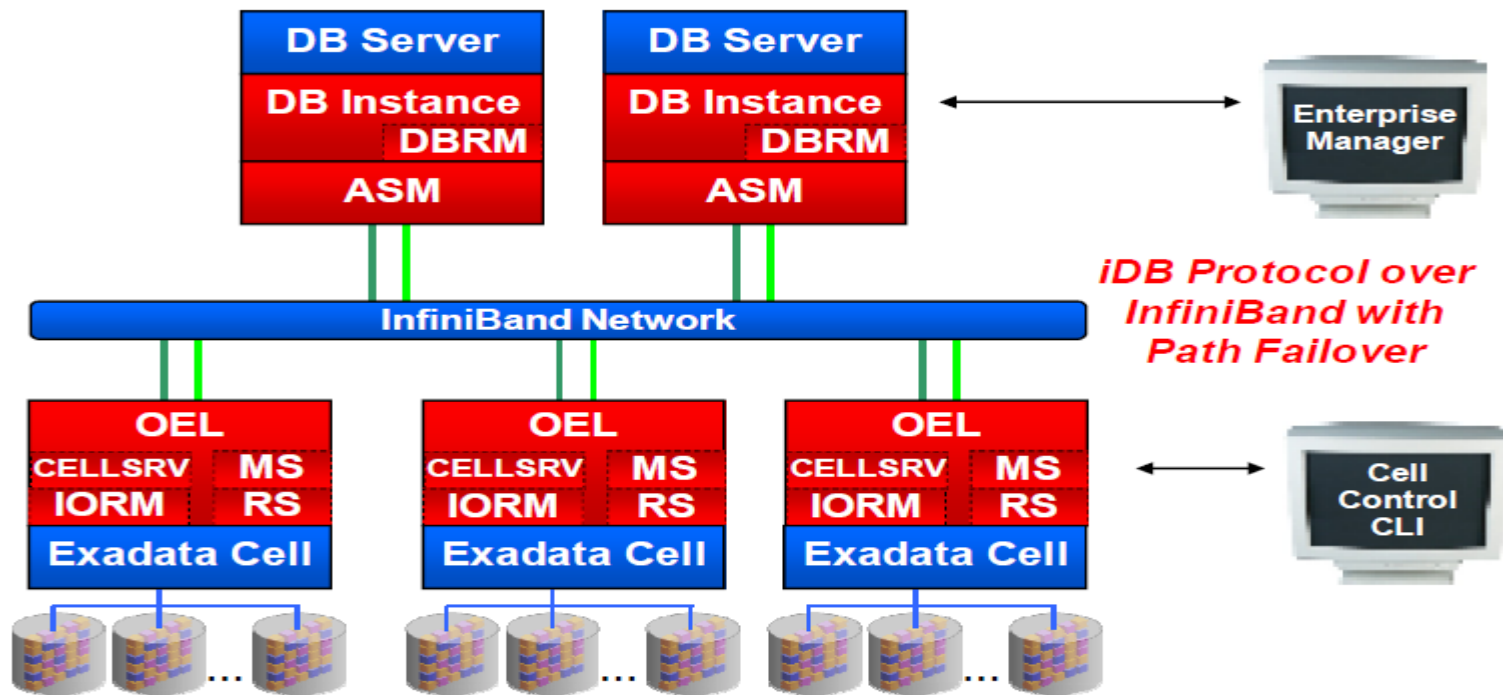 DB Server
DB Instance
DBRM
ASM
DB Server
DB Instance
DBRM
ASM
Enterprise
Manager
iDB Protocol over
InfiniBand with
Path Failover
InfiniBand Network
OEL
CELLSRV MS
IORM RS
Exadata Cell
...
OEL
CELLSRV MS
IORM RS
Exadata Cell
...
OEL
CELLSRV MS
IORM RS
Exadata Cell
...
Cell
Control
CLI